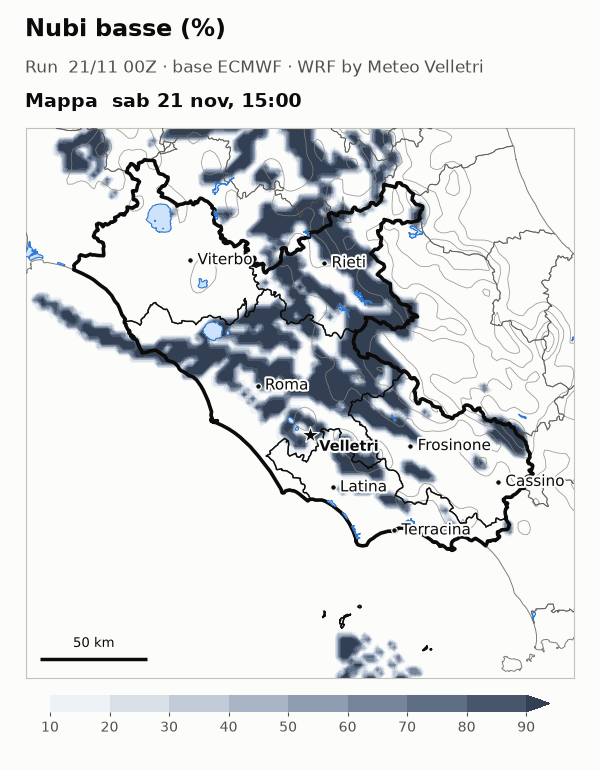 Nubi basse (%)
Run  21/11 00Z · base ECMWF · WRF by Meteo Velletri
Mappa  sab 21 nov, 15:00
Viterbo
Rieti
Roma
Velletri
Frosinone
Cassino
Latina
Terracina
50 km
10 20 30 40 50 60 70 80 90